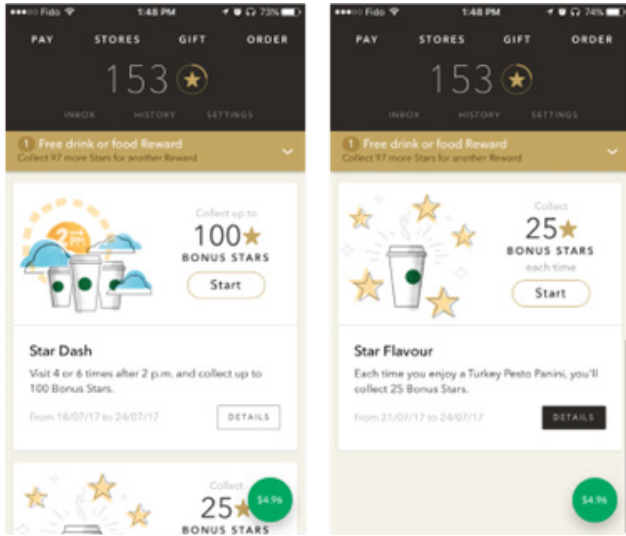 ●●●○○ Fido 1:48 PM 73%
PAY STORES GIFT ORDER
153
INBOX HISTORY SETTINGS
1 Free drink or food Reward
Collect 97 more Stars for another Reward
2PM
Collect up to
100★
BONUS STARS
Start
Star Dash
Visit 4 or 6 times after 2 p.m. and collect up to
100 Bonus Stars.
From 18/07/17 to 24/07/17 DETAILS
Collect
25★
BONUS STARS
$4.96
●●●●○ Fido 1:48 PM 74%
PAY STORES GIFT ORDER
153
INBOX HISTORY SETTINGS
1 Free drink or food Reward
Collect 97 more Stars for another Reward
Collect
25★
BONUS STARS
each time
Start
Star Flavour
Each time you enjoy a Turkey Pesto Panini, you'll
collect 25 Bonus Stars.
From 21/07/17 to 24/07/17 DETAILS
$4.96